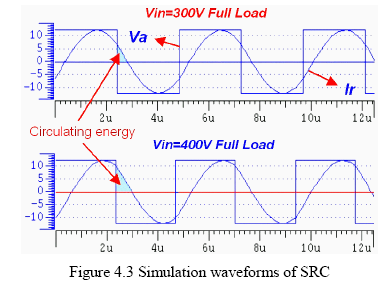 Vin=300V Full Load
10
5
0
-5
-10
Va
Ir
2u 4u 6u 8u 10u 12u
Circulating energy
Vin=400V Full Load
10
5
0
-5
-10
2u 4u 6u 8u 10u 12u
Figure 4.3 Simulation waveforms of SRC